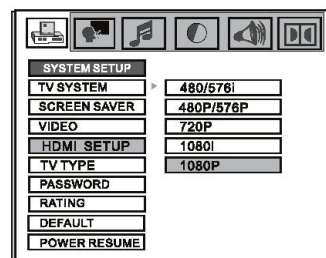 SYSTEM SETUP
TV SYSTEM
SCREEN SAVER
VIDEO
HDMI SETUP
TV TYPE
PASSWORD
RATING
DEFAULT
POWER RESUME
480/576i
480P/576P
720P
1080I
1080P